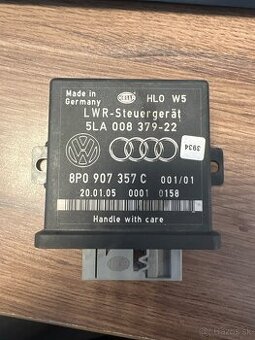 Made in
Germany
HLO W5
LWR-Steuergerät
5LA 008 379-22
3934
8P0 907 357 C 001/01
20.01.05 0001 0158
Handle with care